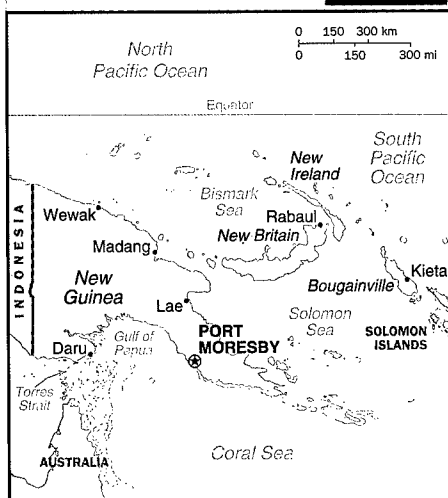 0 150 300 km
0 150 300 mi
North
Pacific Ocean
Equator
South
Pacific
Ocean
New
Ireland
Bismark
Sea
Wewak
Rabaul
New Britain
Madang
Kieta
INDONESIA
New
Guinea
Bougainville
Lae
Solomon
Sea
SOLOMON
ISLANDS
PORT
MORESBY
Gulf of
Papua
Daru
Torres
Strait
AUSTRALIA
Coral Sea